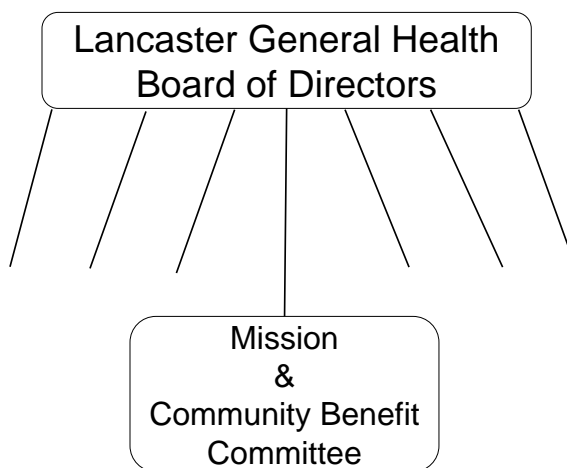 Lancaster General Health
Board of Directors
Mission
&
Community Benefit
Committee